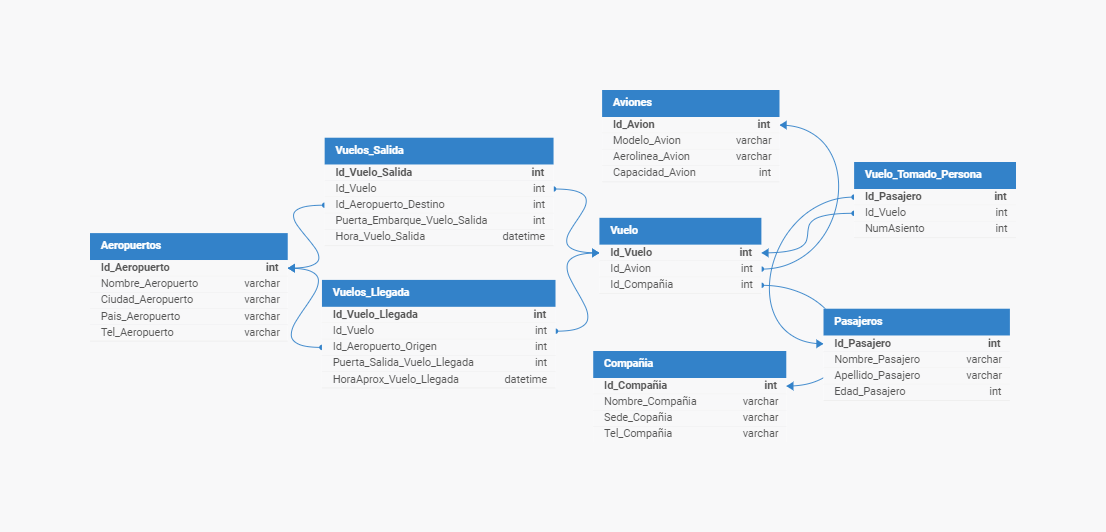 Aviones
Id_Avion int
Modelo_Avion varchar
Aerolinea_Avion varchar
Capacidad_Avion int
Vuelos_Salida
Id_Vuelo_Salida int
Id_Vuelo int
Id_Aeropuerto_Destino int
Puerta_Embarque_Vuelo_Salida int
Hora_Vuelo_Salida datetime
Vuelo_Tomado_Persona
Id_Pasajero int
Id_Vuelo int
NumAsiento int
Vuelo
Id_Vuelo int
Id_Avion int
Id_Compañia int
Aeropuertos
Id_Aeropuerto int
Nombre_Aeropuerto varchar
Ciudad_Aeropuerto varchar
Pais_Aeropuerto varchar
Tel_Aeropuerto varchar
Vuelos_Llegada
Id_Vuelo_Llegada int
Id_Vuelo int
Id_Aeropuerto_Origen int
Puerta_Salida_Vuelo_Llegada int
HoraAprox_Vuelo_Llegada datetime
Pasajeros
Id_Pasajero int
Nombre_Pasajero varchar
Apellido_Pasajero varchar
Edad_Pasajero int
Compañia
Id_Compañia int
Nombre_Compañia varchar
Sede_Copañia varchar
Tel_Compañia varchar